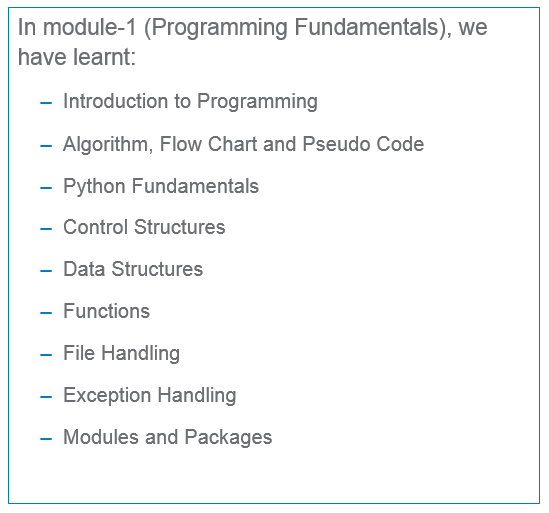 In module-1 (Programming Fundamentals), we
have learnt:
– Introduction to Programming
– Algorithm, Flow Chart and Pseudo Code
– Python Fundamentals
– Control Structures
– Data Structures
– Functions
– File Handling
– Exception Handling
– Modules and Packages